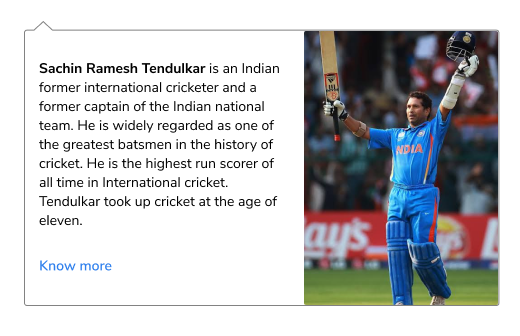 Sachin Ramesh Tendulkar is an Indian
former international cricketer and a
former captain of the Indian national
team. He is widely regarded as one of
the greatest batsmen in the history of
cricket. He is the highest run scorer of
all time in International cricket.
Tendulkar took up cricket at the age of
eleven.
Know more
INDIA
ay's